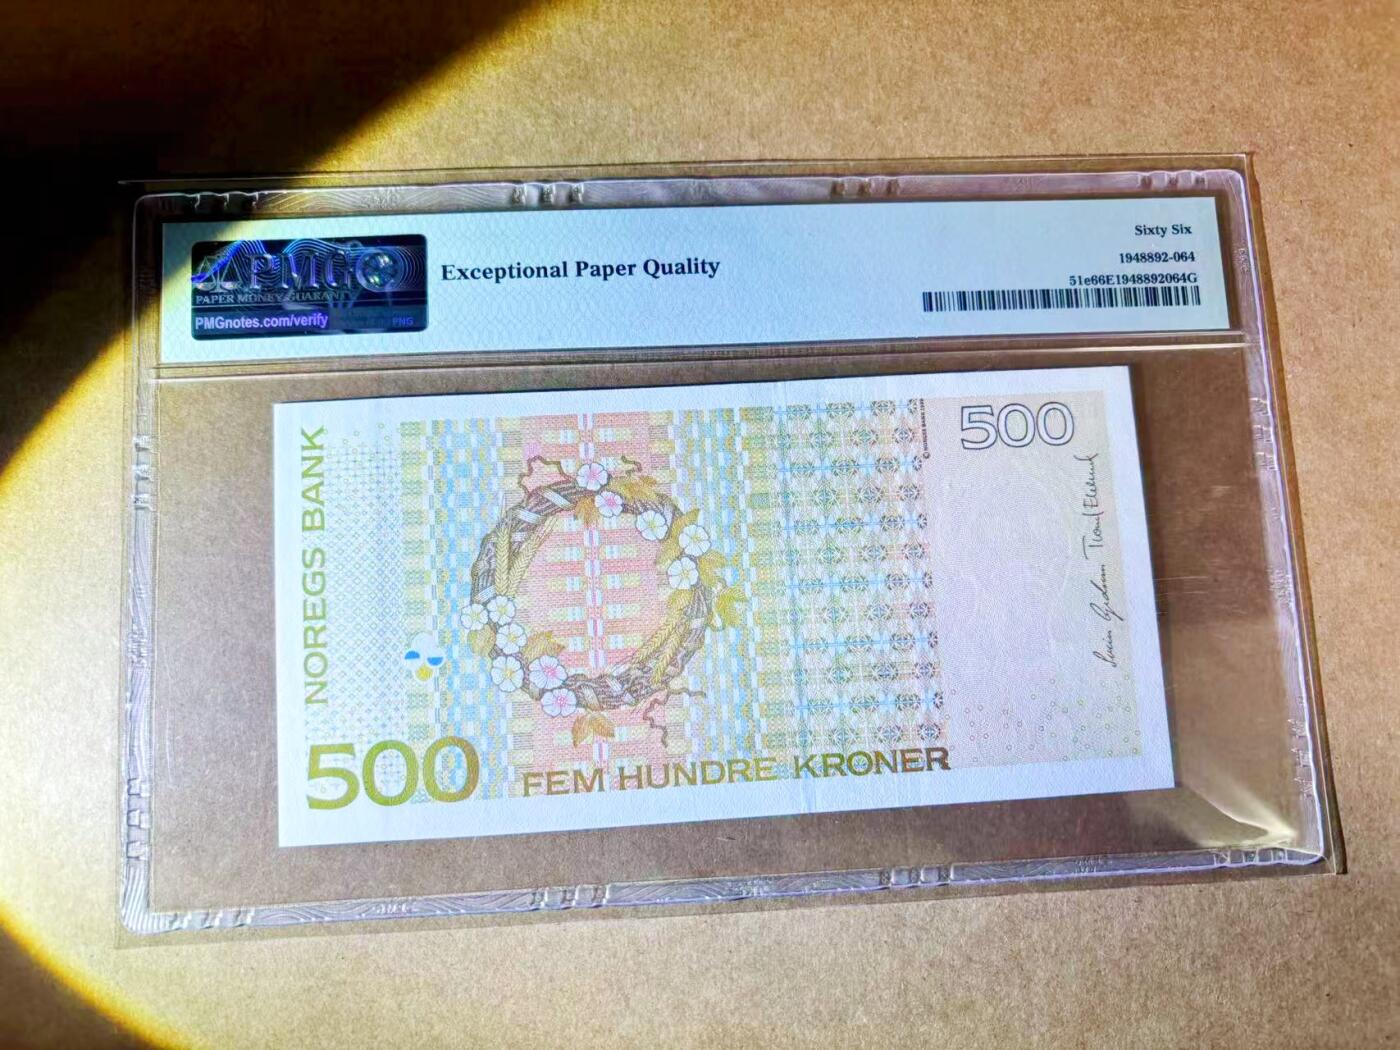 PMG
PAPER MONEY GUARANTY
PMGnotes.com/verify
PNG
Exceptional Paper Quality
Sixty Six
1948892-064
51e66E1948892064G
NOREGS BANK
500
500
FEM HUNDRE KRONER